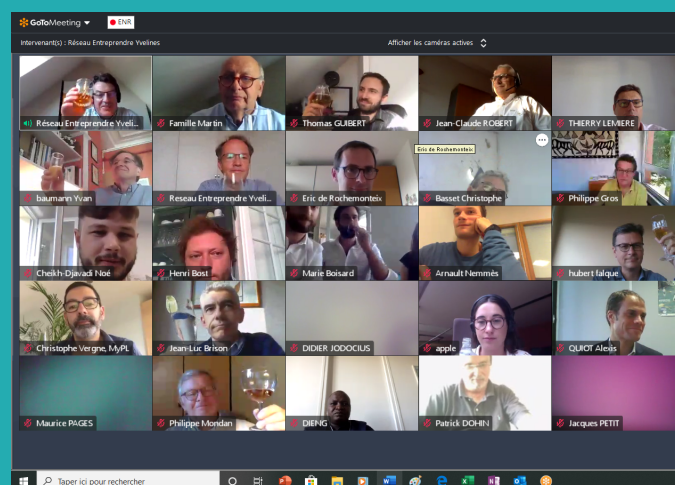 GoToMeeting
ENR
Intervenant(s) : Réseau Entreprendre Yvelines
Afficher les caméras actives
Réseau Entreprendre Yveli...
Famille Martin
Thomas GUIBERT
Jean-Claude ROBERT
THIERRY LEMIERE
Eric de Rochemonteix
baumann Yvan
Reseau Entreprendre Yveli...
Eric de Rochemonteix
Basset Christophe
Philippe Gros
Cheikh-Djavadi Noé
Henri Bost
Marie Boisard
Arnault Nemmès
hubert falque
Christophe Vergne, MyPL
Jean-Luc Brison
DIDIER JODOCIUS
apple
QUIOT Alexis
Maurice PAGES
Philippe Mondan
DIENG
Patrick DOHIN
Jacques PETIT
Taper ici pour rechercher